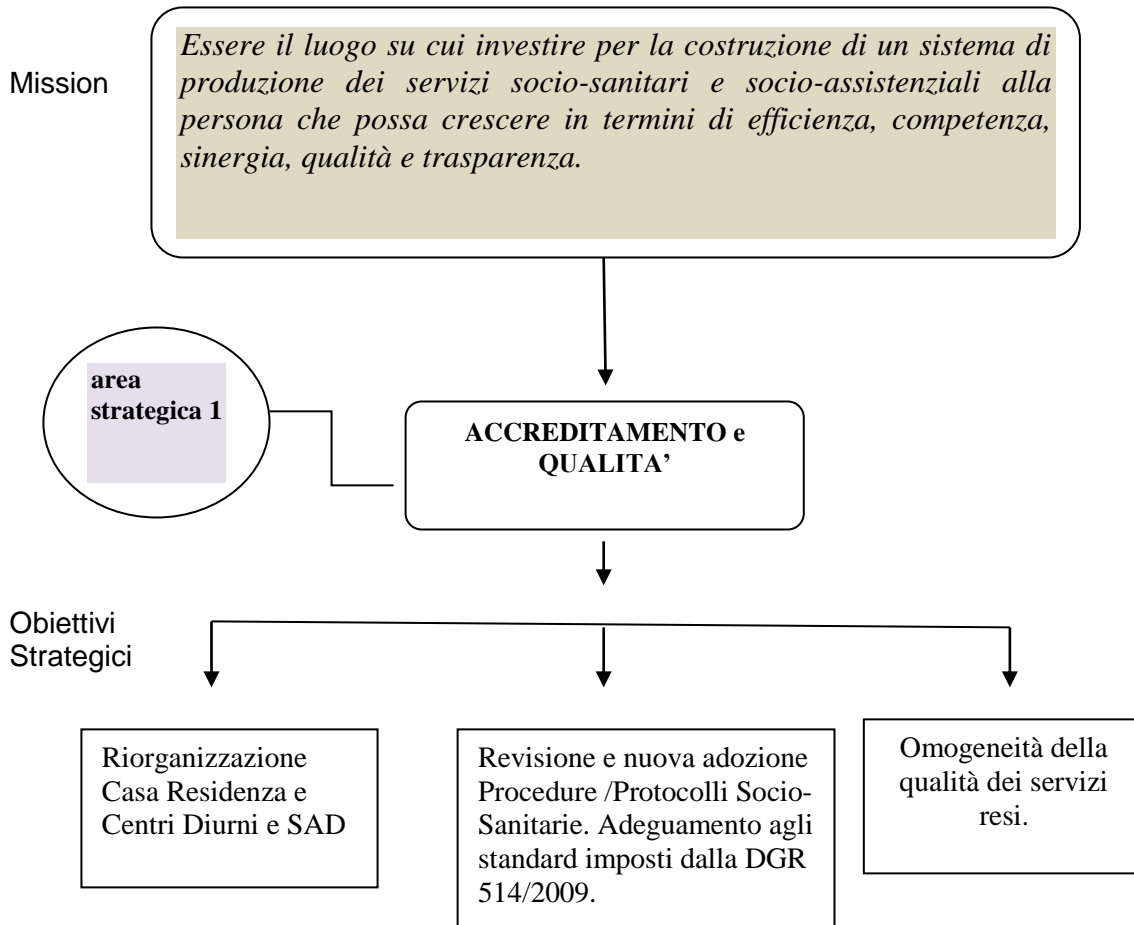 Mission
Essere il luogo su cui investire per la costruzione di un sistema di
produzione dei servizi socio-sanitari e socio-assistenziali alla
persona che possa crescere in termini di efficienza, competenza,
sinergia, qualità e trasparenza.
area
strategica 1
ACCREDITAMENTO e
QUALITA’
Obiettivi
Strategici
Riorganizzazione
Casa Residenza e
Centri Diurni e SAD
Revisione e nuova adozione
Procedure /Protocolli Socio-
Sanitarie. Adeguamento agli
standard imposti dalla DGR
514/2009.
Omogeneità della
qualità dei servizi
resi.